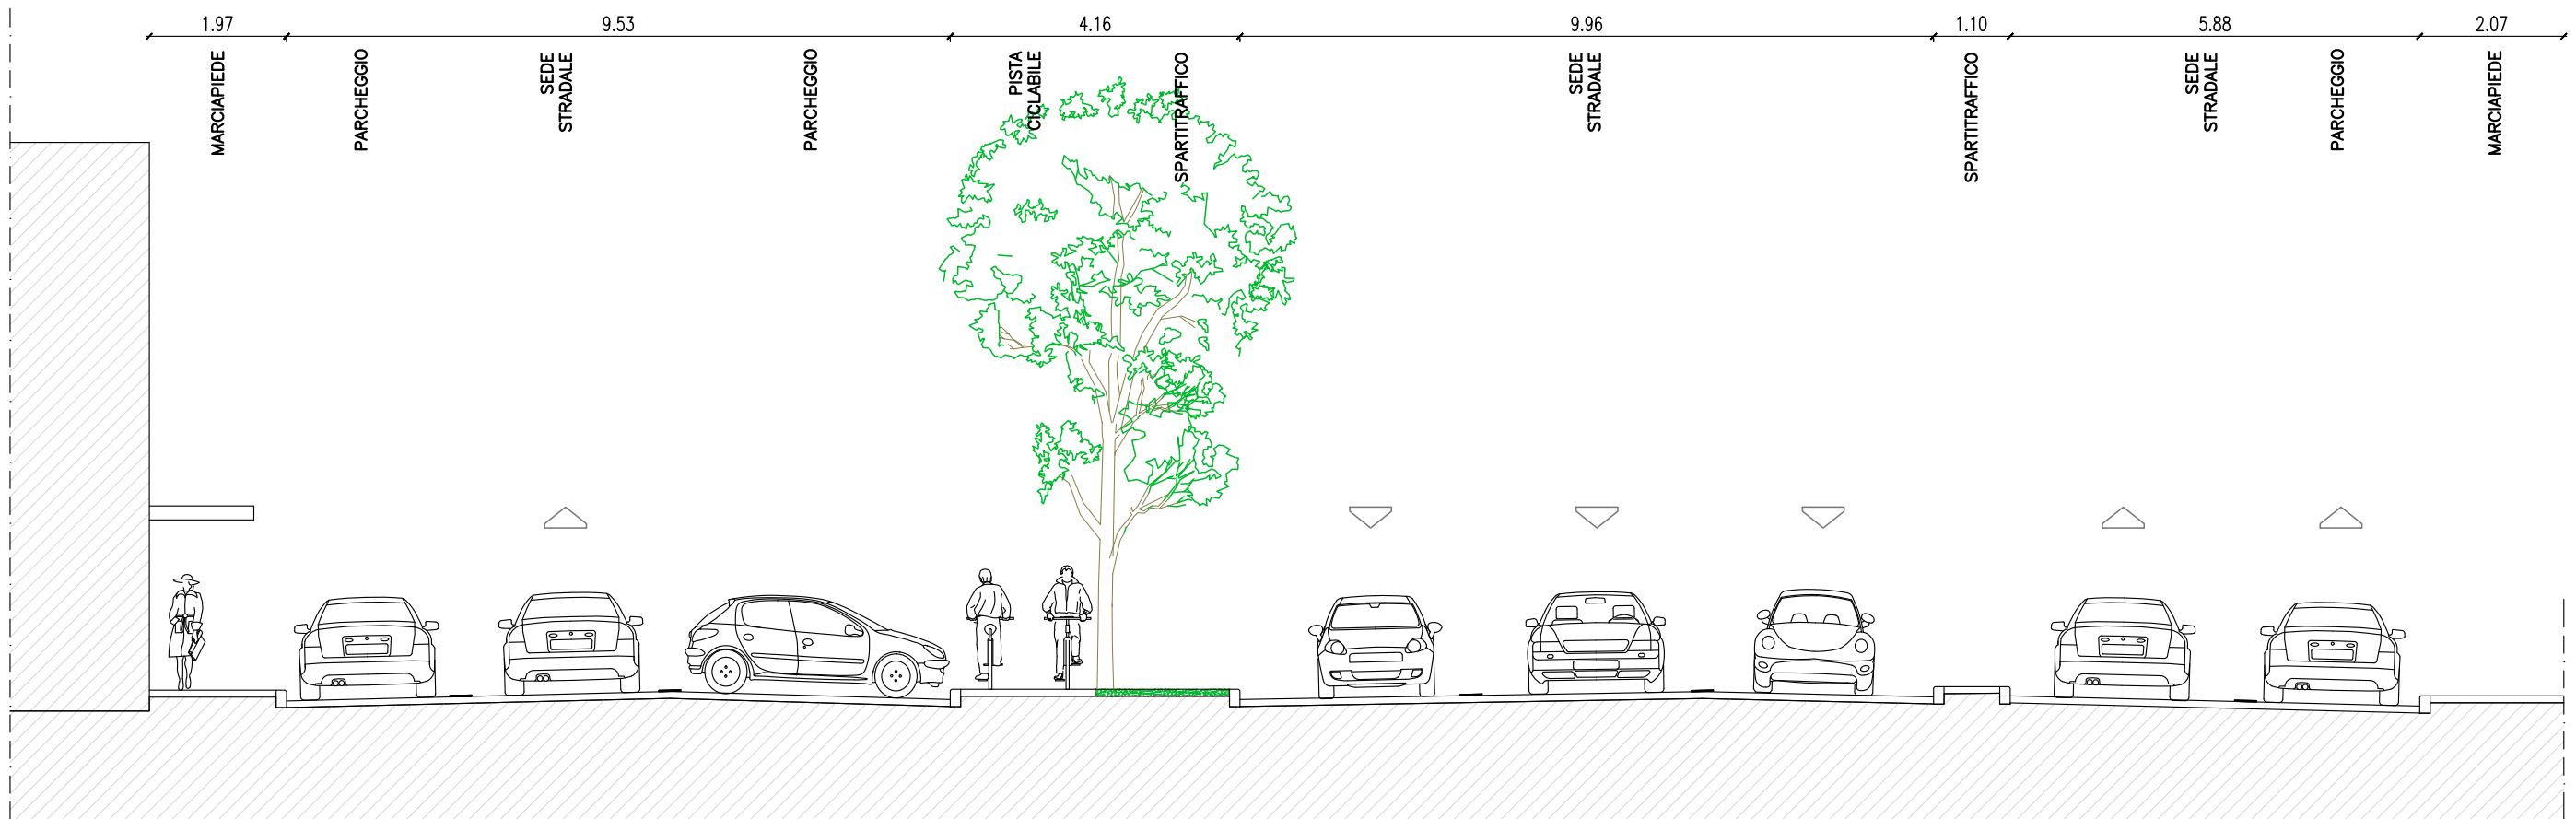 1.97
9.53
4.16
9.96
1.10
5.88
2.07
MARCIAPIEDE
PARCHEGGIO
SEDE
STRADALE
PARCHEGGIO
PISTA
CICLABILE
SPARTITRAFFICO
SEDE
STRADALE
SPARTITRAFFICO
SEDE
STRADALE
PARCHEGGIO
MARCIAPIEDE